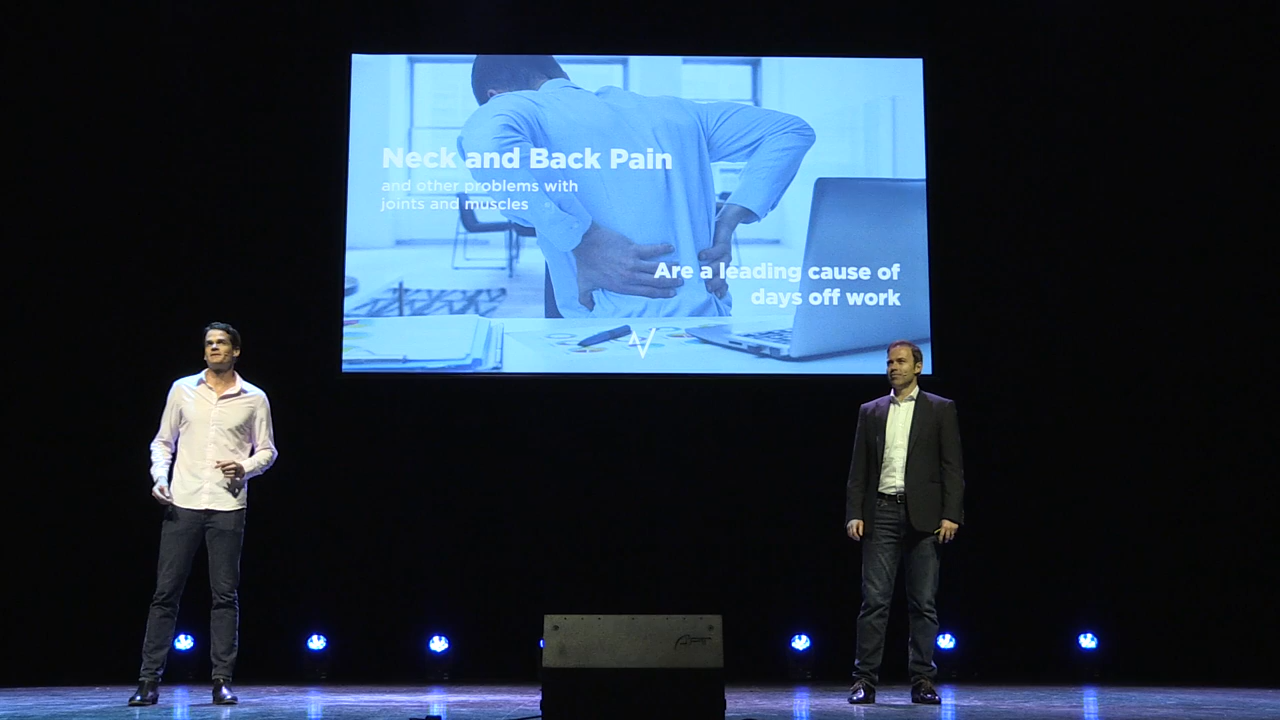 Neck and Back Pain
and other problems with
joints and muscles
Are a leading cause of
days off work